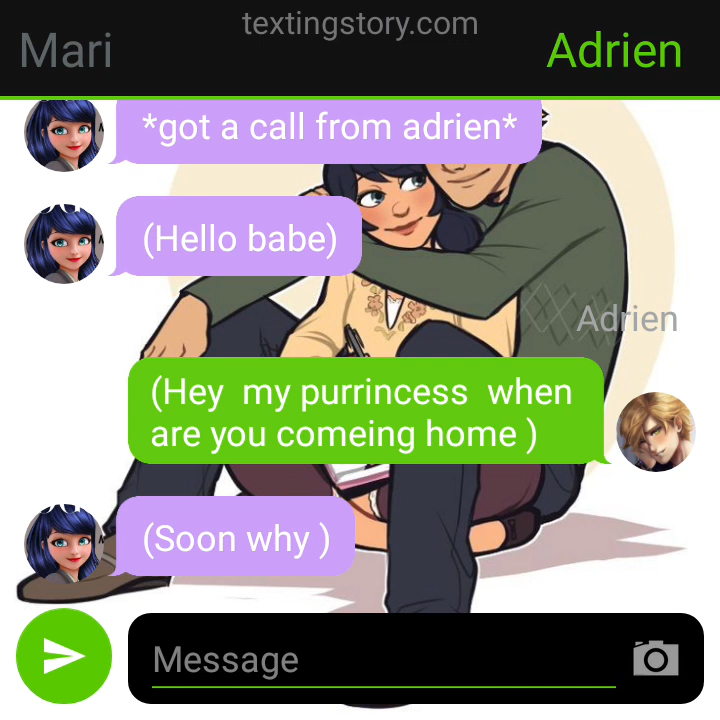 textingstory.com
Mari
Adrien
*got a call from adrien*
(Hello babe)
Adrien
(Hey  my purrincess  when
are you comeing home )
(Soon why )
Message